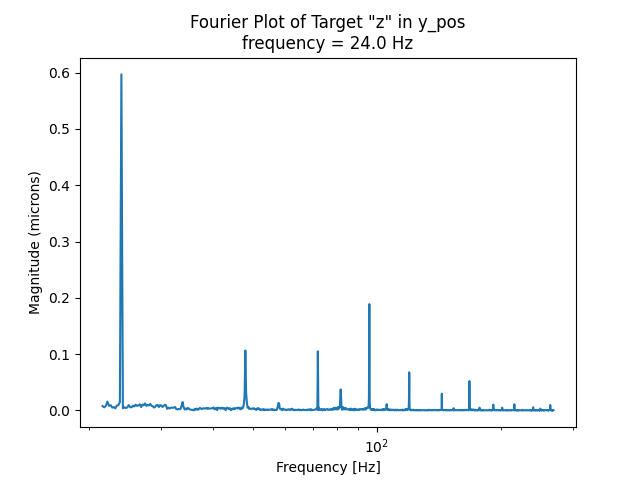 Fourier Plot of Target "z" in y_pos
frequency = 24.0 Hz
0.6
0.5
0.4
0.3
0.2
0.1
0.0
Magnitude (microns)
10²
Frequency [Hz]